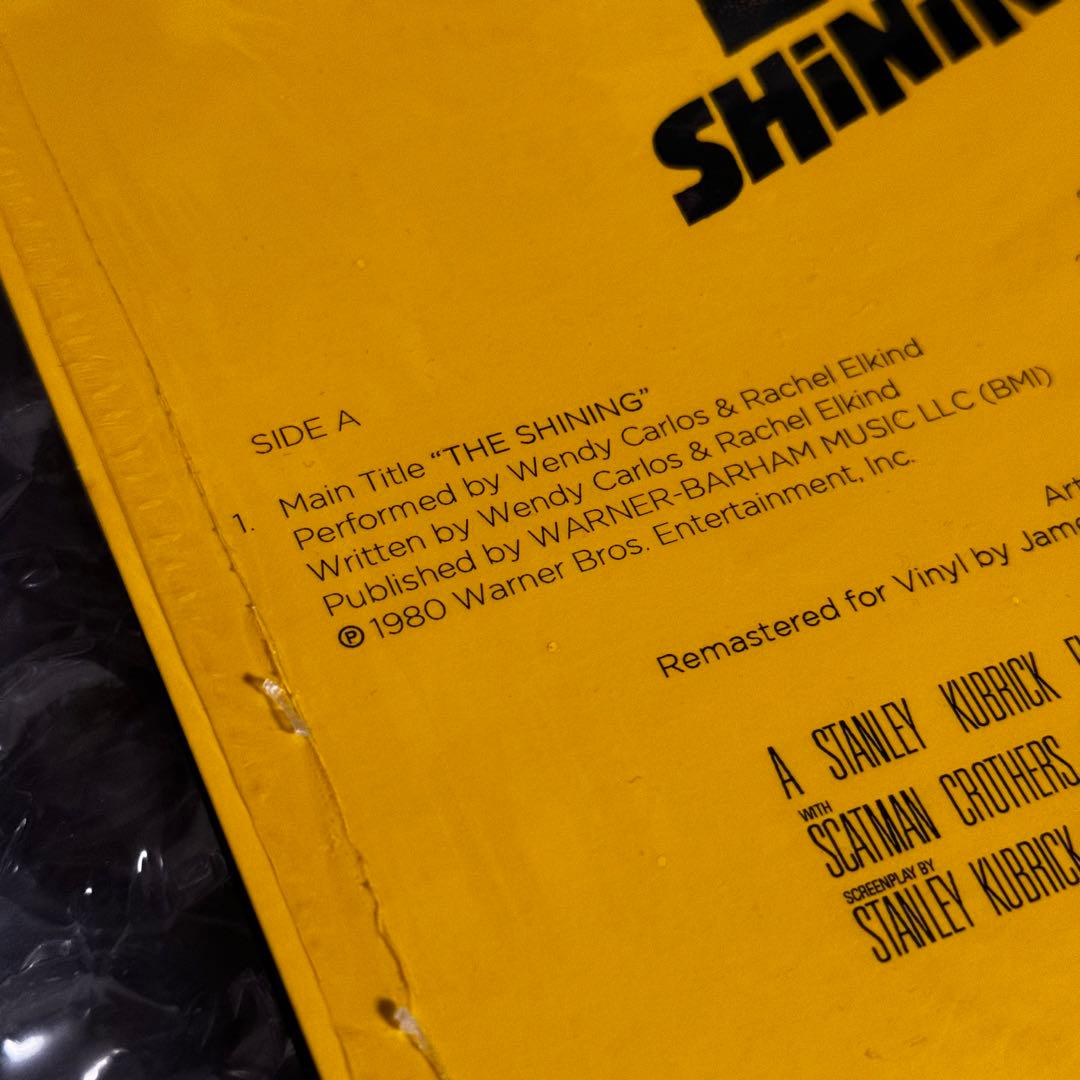 SHiNiN
SIDE A
1. Main Title “THE SHINING”
Performed by Wendy Carlos & Rachel Elkind
Written by Wendy Carlos & Rachel Elkind
Published by WARNER-BARHAM MUSIC LLC (BMI)
℗ 1980 Warner Bros. Entertainment, Inc.
Art
Remastered for Vinyl by Jame
A STANLEY KUBRICK
WITH
SCATMAN CROTHERS,
SCREENPLAY BY
STANLEY KUBRICK